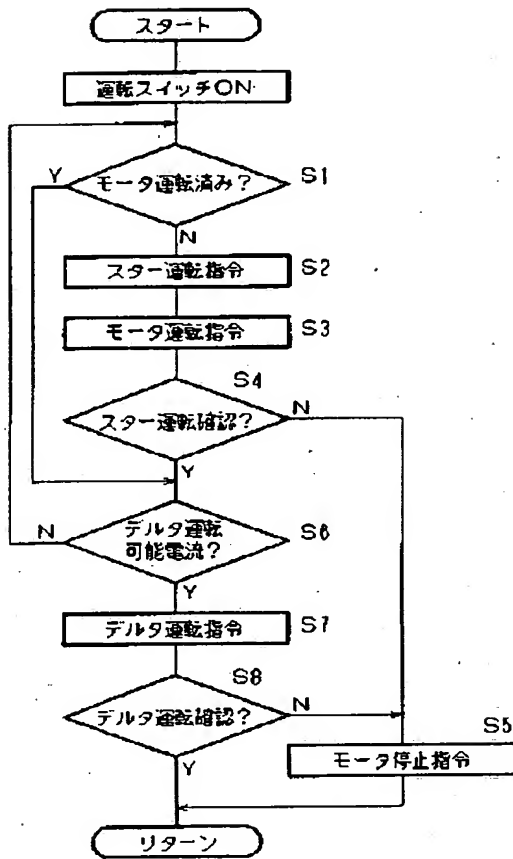 スタート
運転スイッチON
Y
モータ運転済み?
S1
N
スター運転指令
S2
モータ運転指令
S3
S4
スター運転確認?
N
Y
N
デルタ運転
可能電流?
S6
Y
デルタ運転指令
S7
S8
デルタ運転確認?
N
S5
モータ停止指令
Y
リターン